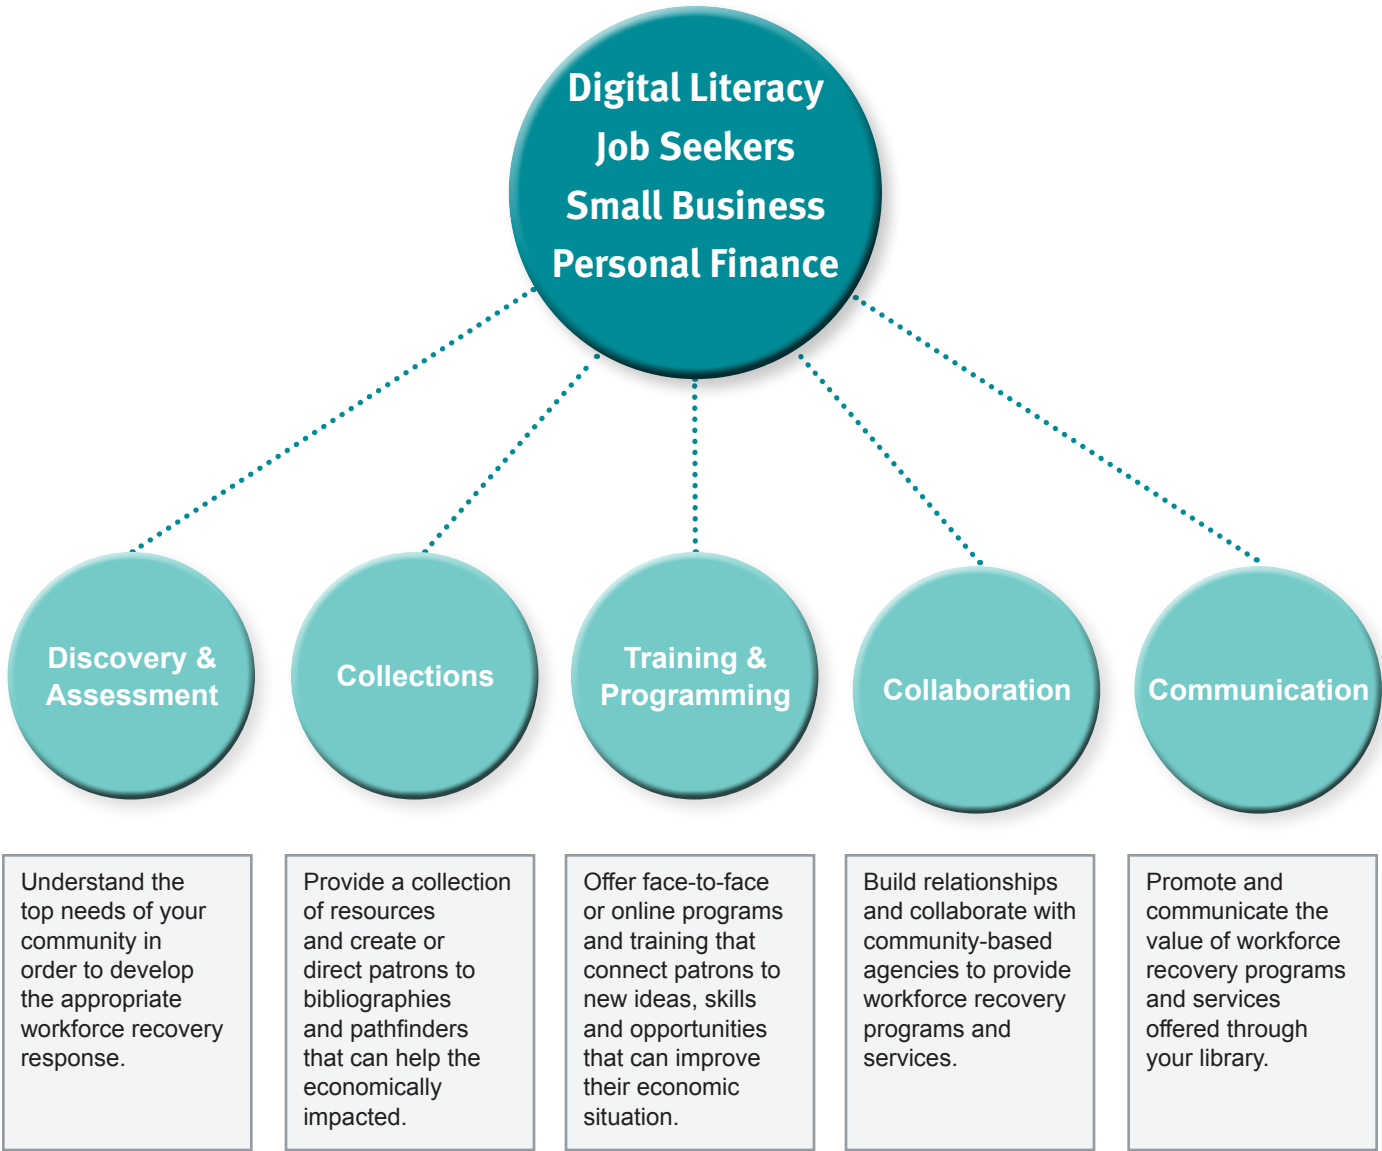 Digital Literacy
Job Seekers
Small Business
Personal Finance
Discovery &
Assessment
Collections
Training &
Programming
Collaboration
Communication
Understand the
top needs of your
community in
order to develop
the appropriate
workforce recovery
response.
Provide a collection
of resources
and create or
direct patrons to
bibliographies
and pathfinders
that can help the
economically
impacted.
Offer face-to-face
or online programs
and training that
connect patrons to
new ideas, skills
and opportunities
that can improve
their economic
situation.
Build relationships
and collaborate with
community-based
agencies to provide
workforce recovery
programs and
services.
Promote and
communicate the
value of workforce
recovery programs
and services
offered through
your library.